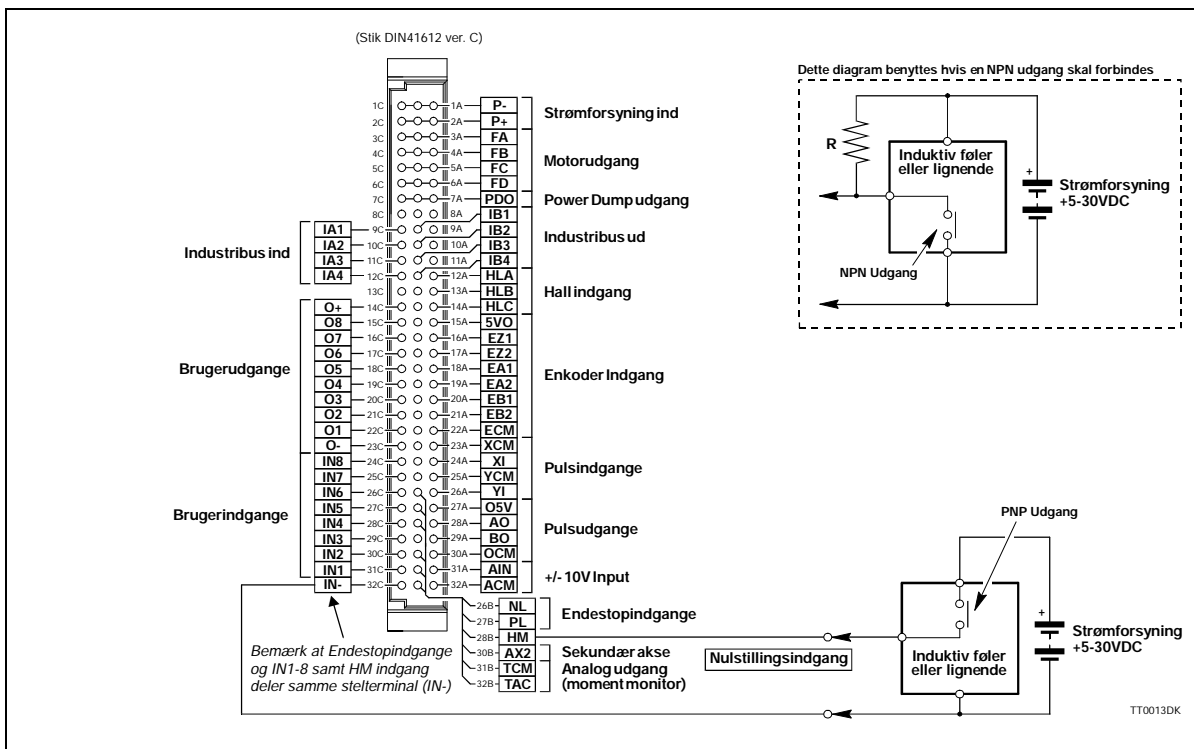 (Stik DIN41612 ver. C)
1C 1A P-
2C 2A P+
Strømforsyning ind
3C 3A FA
4C 4A FB
5C 5A FC
6C 6A FD
Motorudgang
7C 7A PDO
Power Dump udgang
8C 8A IB1
IA1 9C 9A IB2
IA2 10C 10A IB3
IA3 11C 11A IB4
IA4 12C 12A HLA
Industribus ind
Industribus ud
13C 13A HLB
O+ 14C 14A HLC
Hall indgang
O8 15C 15A 5VO
O7 16C 16A EZ1
O6 17C 17A EZ2
O5 18C 18A EA1
O4 19C 19A EA2
O3 20C 20A EB1
O2 21C 21A EB2
O1 22C 22A ECM
Brugerudgange
Enkoder Indgang
O- 23C 23A XCM
IN8 24C 24A XI
IN7 25C 25A YCM
IN6 26C 26A YI
Pulsindgange
IN5 27C 27A O5V
IN4 28C 28A AO
IN3 29C 29A BO
IN2 30C 30A OCM
Brugerindgange
Pulsudgange
IN1 31C 31A AIN
IN- 32C 32A ACM
+/- 10V Input
26B NL
27B PL
Endestopindgange
28B HM
30B AX2
Sekundær akse
31B TCM
32B TAC
Analog udgang
(moment monitor)
Bemærk at Endestopindgange
og IN1-8 samt HM indgang
deler samme stelterminal (IN-)
Nulstillingsindgang
Dette diagram benyttes hvis en NPN udgang skal forbindes
R
Induktiv føler
eller lignende
NPN Udgang
+
Strømforsyning
+5-30VDC
PNP Udgang
Induktiv føler
eller lignende
+
Strømforsyning
+5-30VDC
TT0013DK